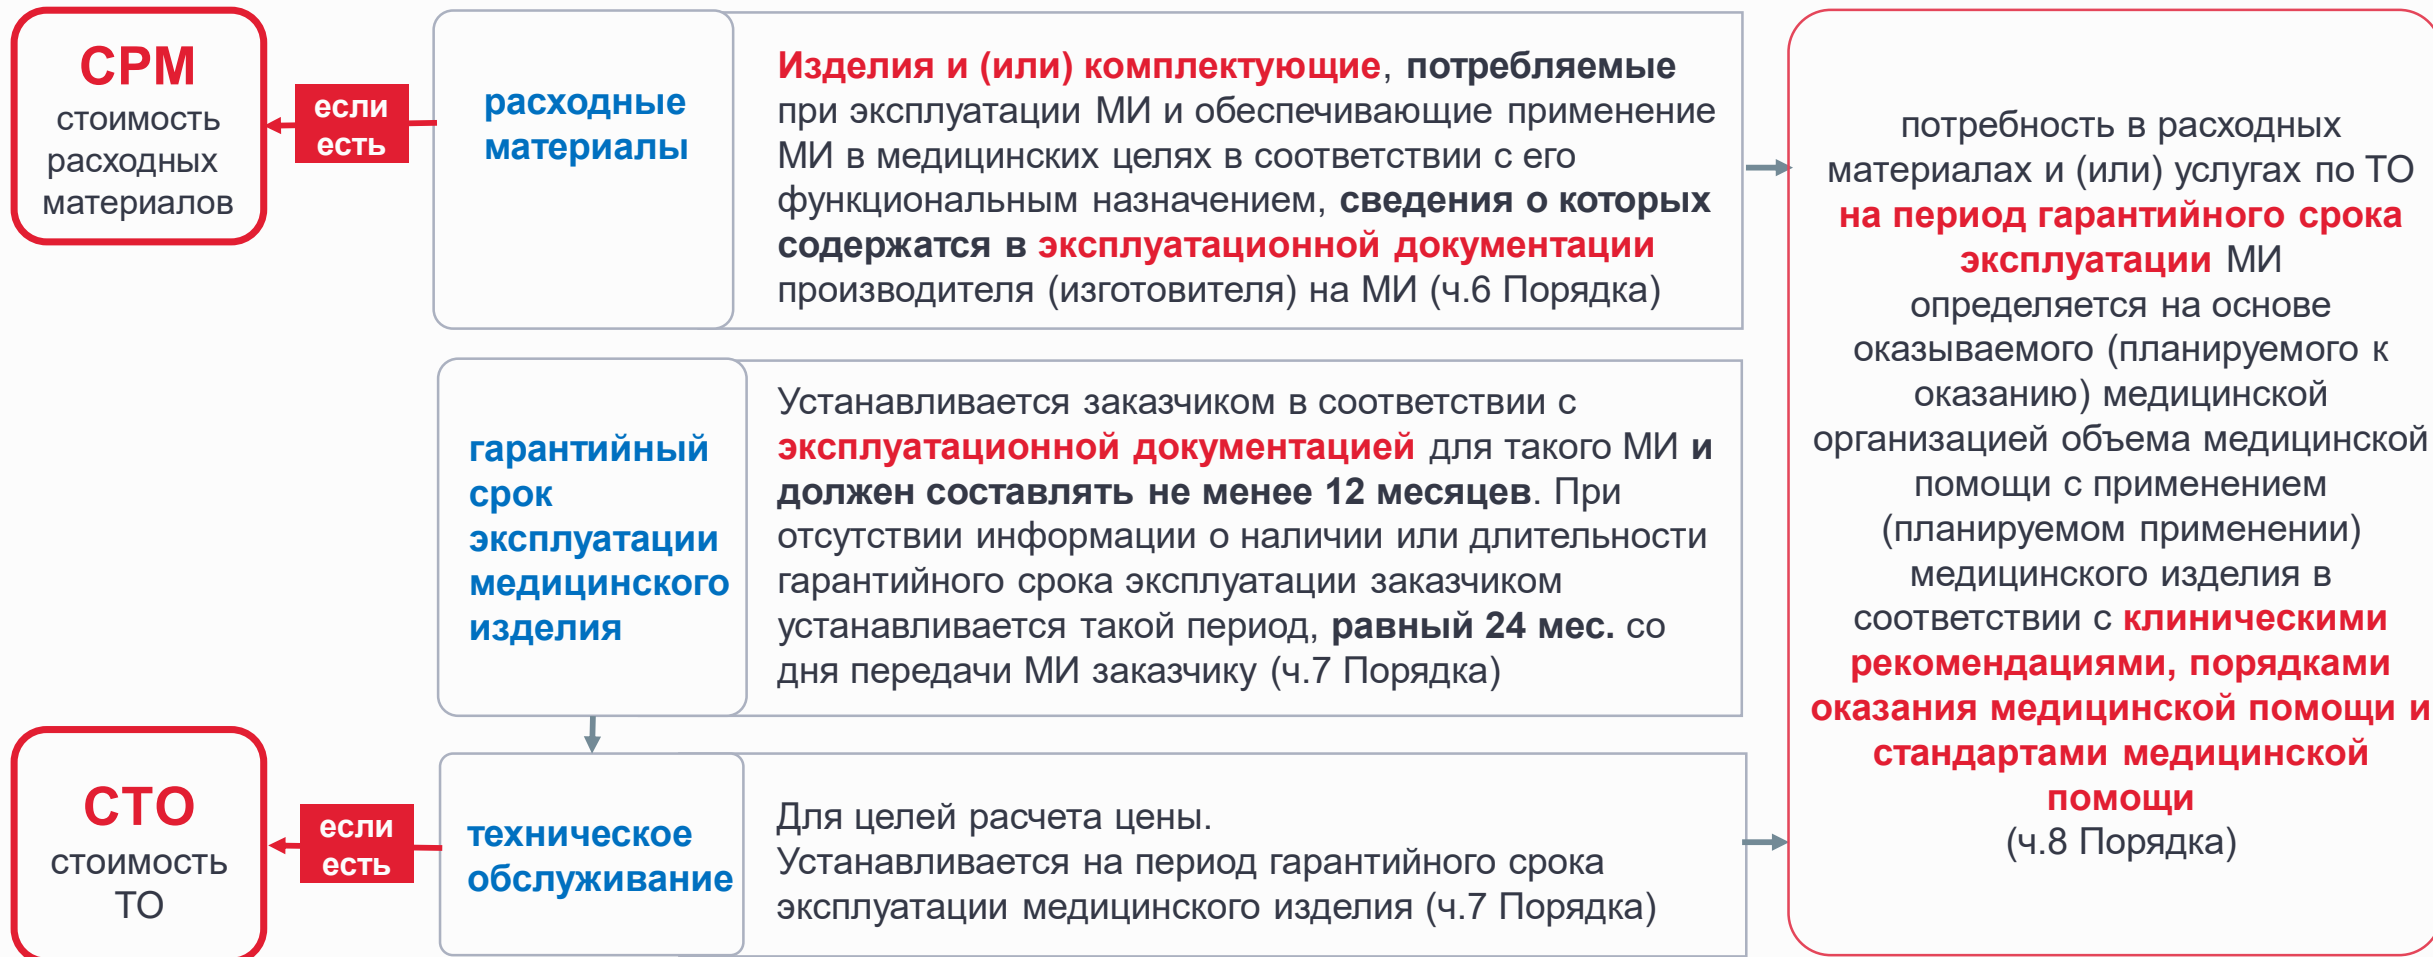 СРМ
стоимость
расходных
материалов
если
есть
расходные
материалы
Изделия и (или) комплектующие, потребляемые
при эксплуатации МИ и обеспечивающие применение
МИ в медицинских целях в соответствии с его
функциональным назначением, сведения о которых
содержатся в эксплуатационной документации
производителя (изготовителя) на МИ (ч.6 Порядка)
гарантийный
срок
эксплуатации
медицинского
изделия
Устанавливается заказчиком в соответствии с
эксплуатационной документацией для такого МИ и
должен составлять не менее 12 месяцев. При
отсутствии информации о наличии или длительности
гарантийного срока эксплуатации заказчиком
устанавливается такой период, равный 24 мес. со
дня передачи МИ заказчику (ч.7 Порядка)
СТО
стоимость
ТО
если
есть
техническое
обслуживание
Для целей расчета цены.
Устанавливается на период гарантийного срока
эксплуатации медицинского изделия (ч.7 Порядка)
потребность в расходных
материалах и (или) услугах по ТО
на период гарантийного срока
эксплуатации МИ
определяется на основе
оказываемого (планируемого к
оказанию) медицинской
организацией объема медицинской
помощи с применением
(планируемом применении)
медицинского изделия в
соответствии с клиническими
рекомендациями, порядками
оказания медицинской помощи и
стандартами медицинской
помощи
(ч.8 Порядка)